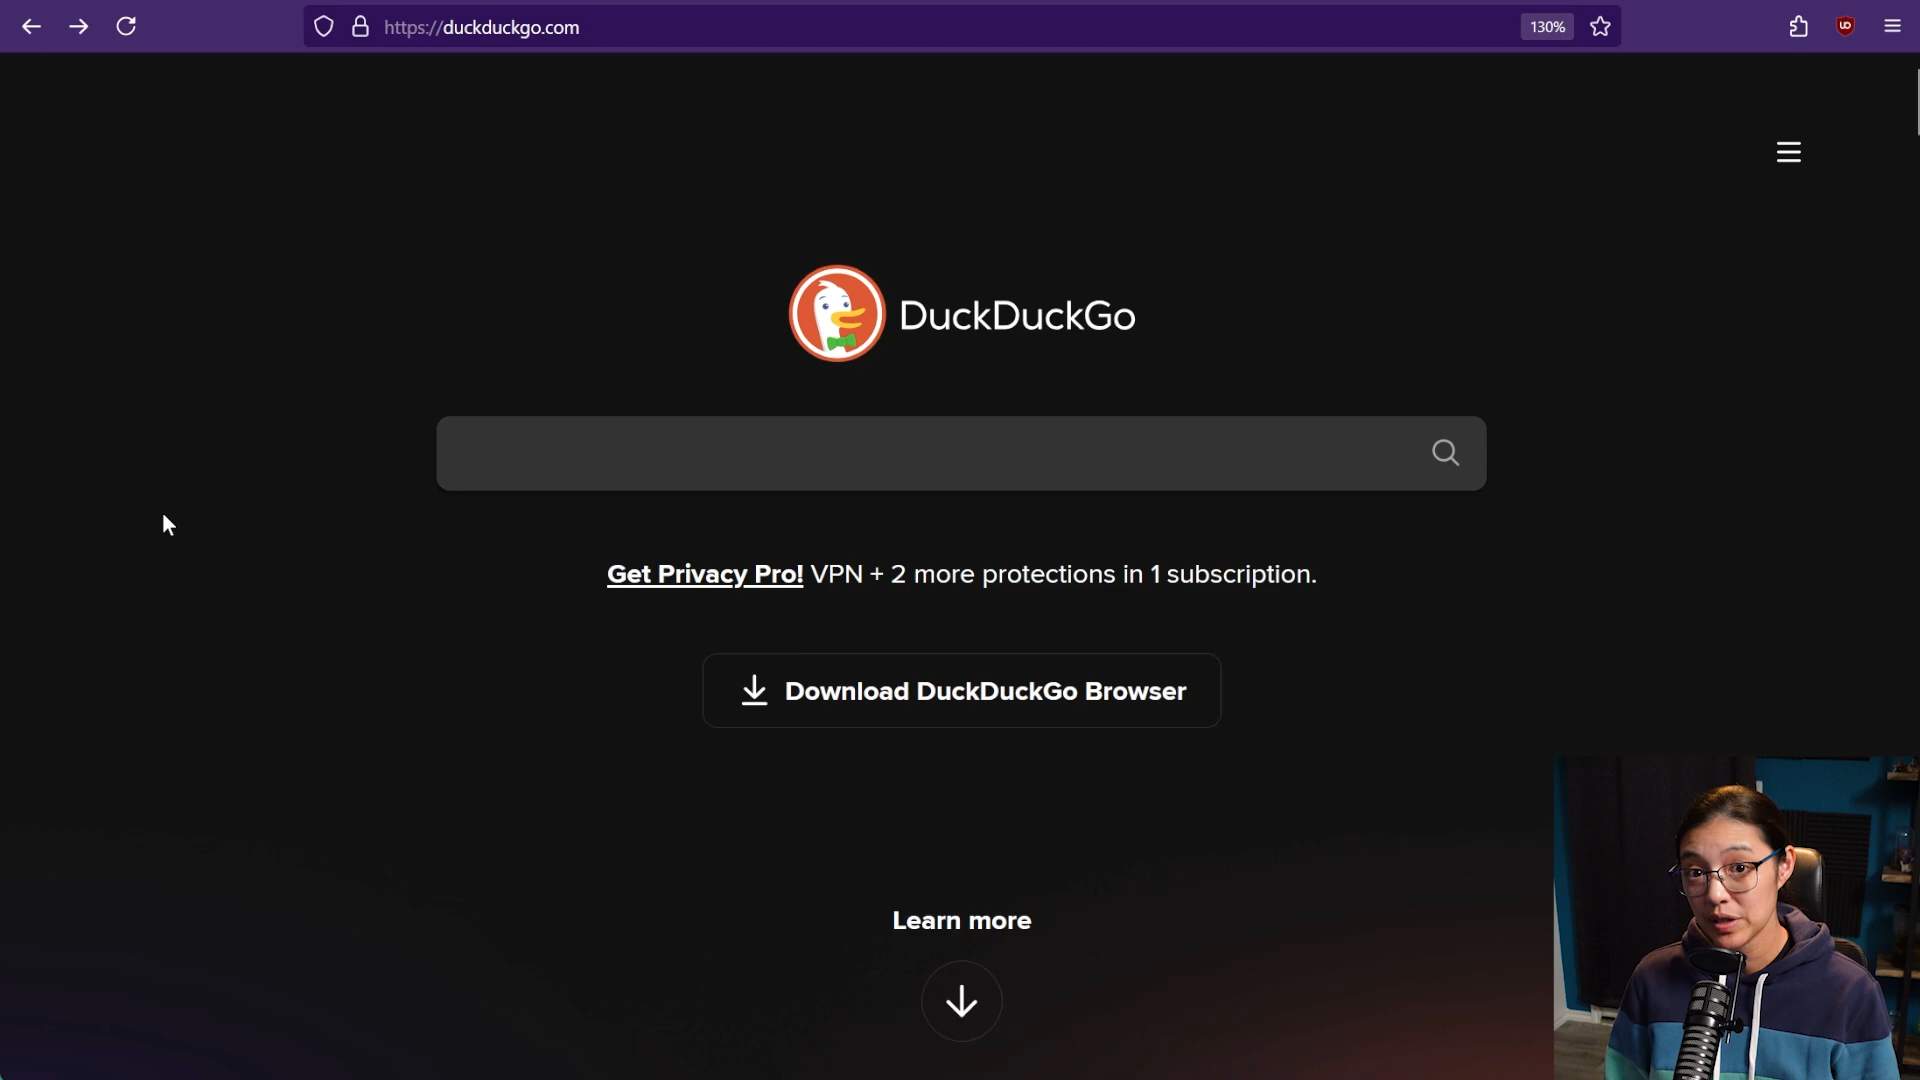 https://duckduckgo.com
130%
DuckDuckGo
Get Privacy Pro! VPN + 2 more protections in 1 subscription.
Download DuckDuckGo Browser
Learn more